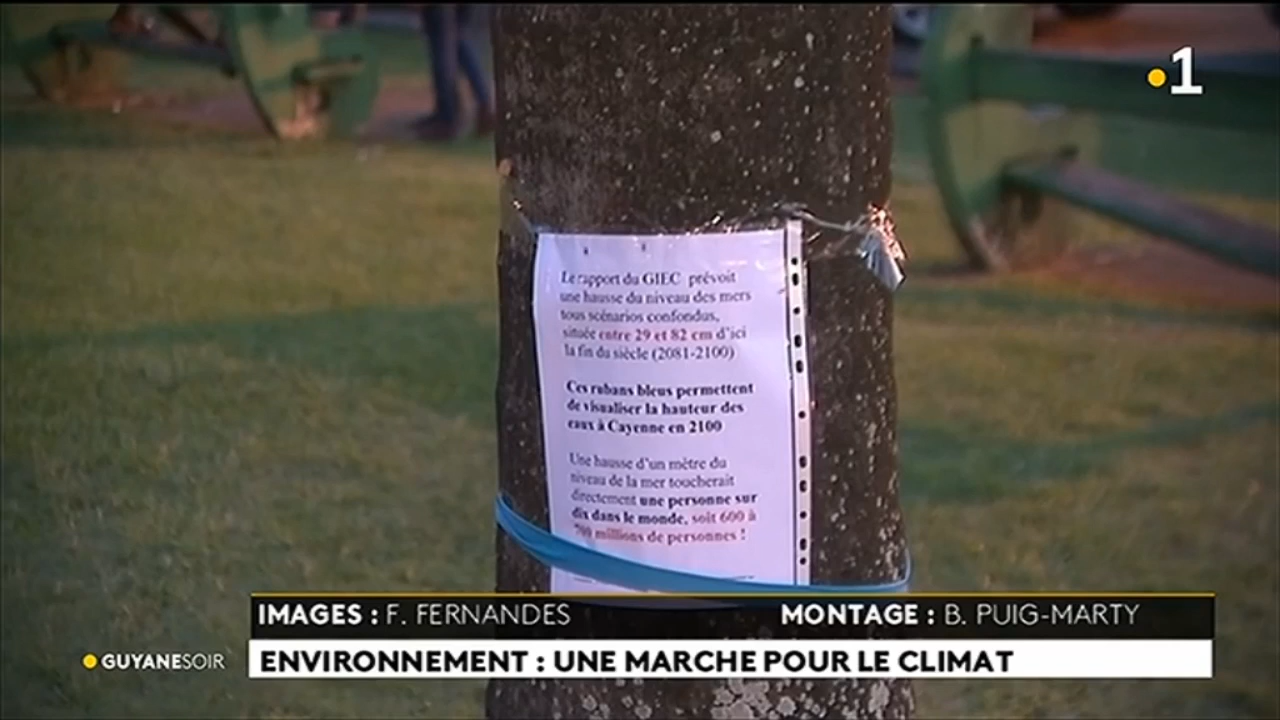 1
Le rapport du GIEC prévoit
une hausse du niveau des mers
tous scénarios confondus,
située entre 29 et 82 cm d'ici
la fin du siècle (2081-2100)
Ces rubans bleus permettent
de visualiser la hauteur des
eaux à Cayenne en 2100
Une hausse d'un mètre du
niveau de la mer toucherait
directement une personne sur
dix dans le monde, soit 600 à
700 millions de personnes !
IMAGES : F. FERNANDES
MONTAGE : B. PUIG-MARTY
GUYANESOIR
ENVIRONNEMENT : UNE MARCHE POUR LE CLIMAT